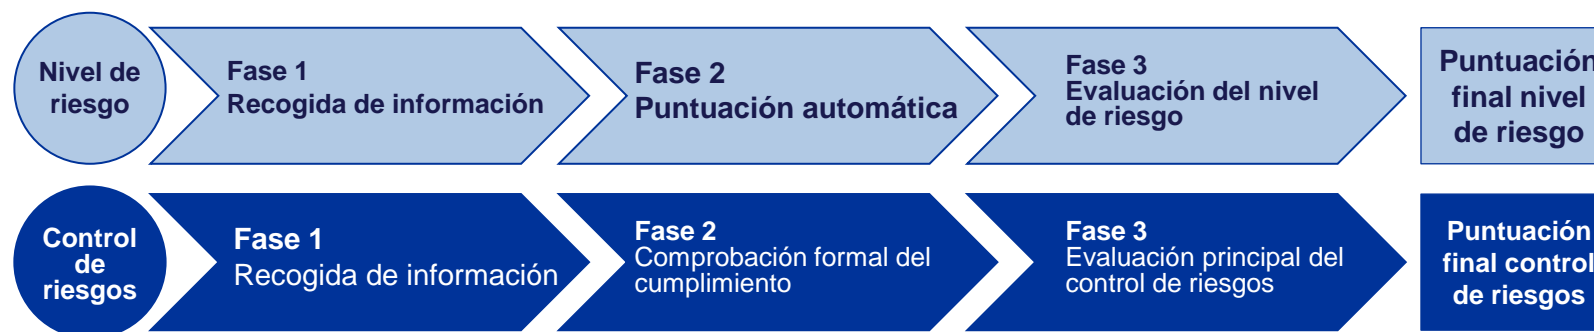 Nivel de
riesgo
Fase 1
Recogida de información
Fase 2
Puntuación automática
Fase 3
Evaluación del nivel
de riesgo
Puntuación
final nivel
de riesgo
Control
de
riesgos
Fase 1
Recogida de información
Fase 2
Comprobación formal del
cumplimiento
Fase 3
Evaluación principal del
control de riesgos
Puntuación
final control
de riesgos